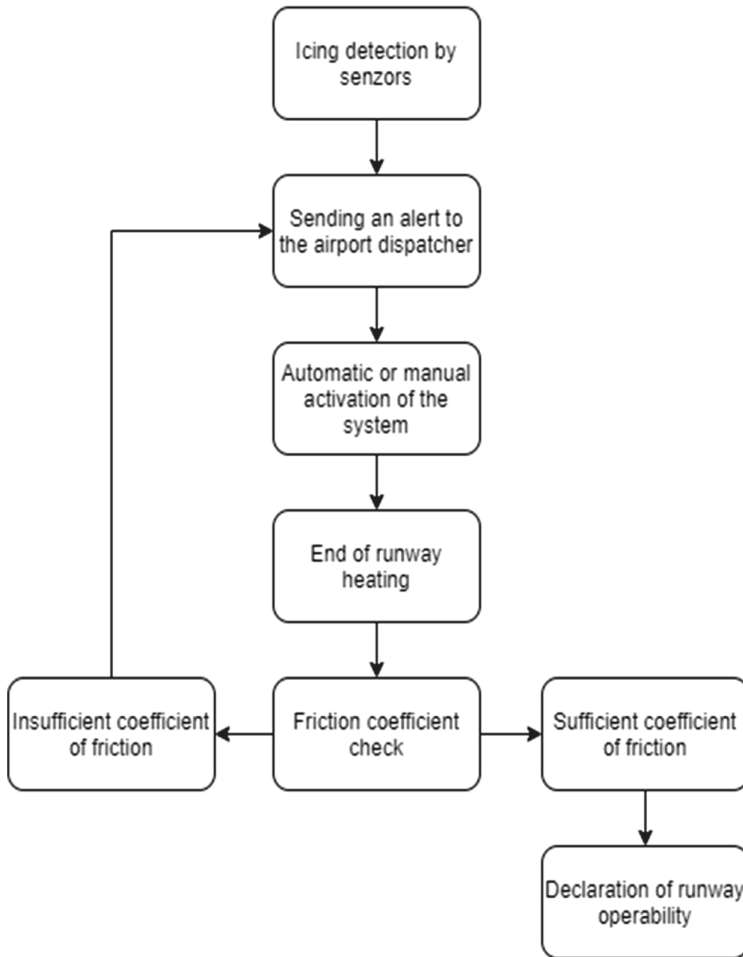 Icing detection by
senzors
Sending an alert to
the airport dispatcher
Automatic or manual
activation of the
system
End of runway
heating
Insufficient coefficient
of friction
Friction coefficient
check
Sufficient coefficient
of friction
Declaration of runway
operability